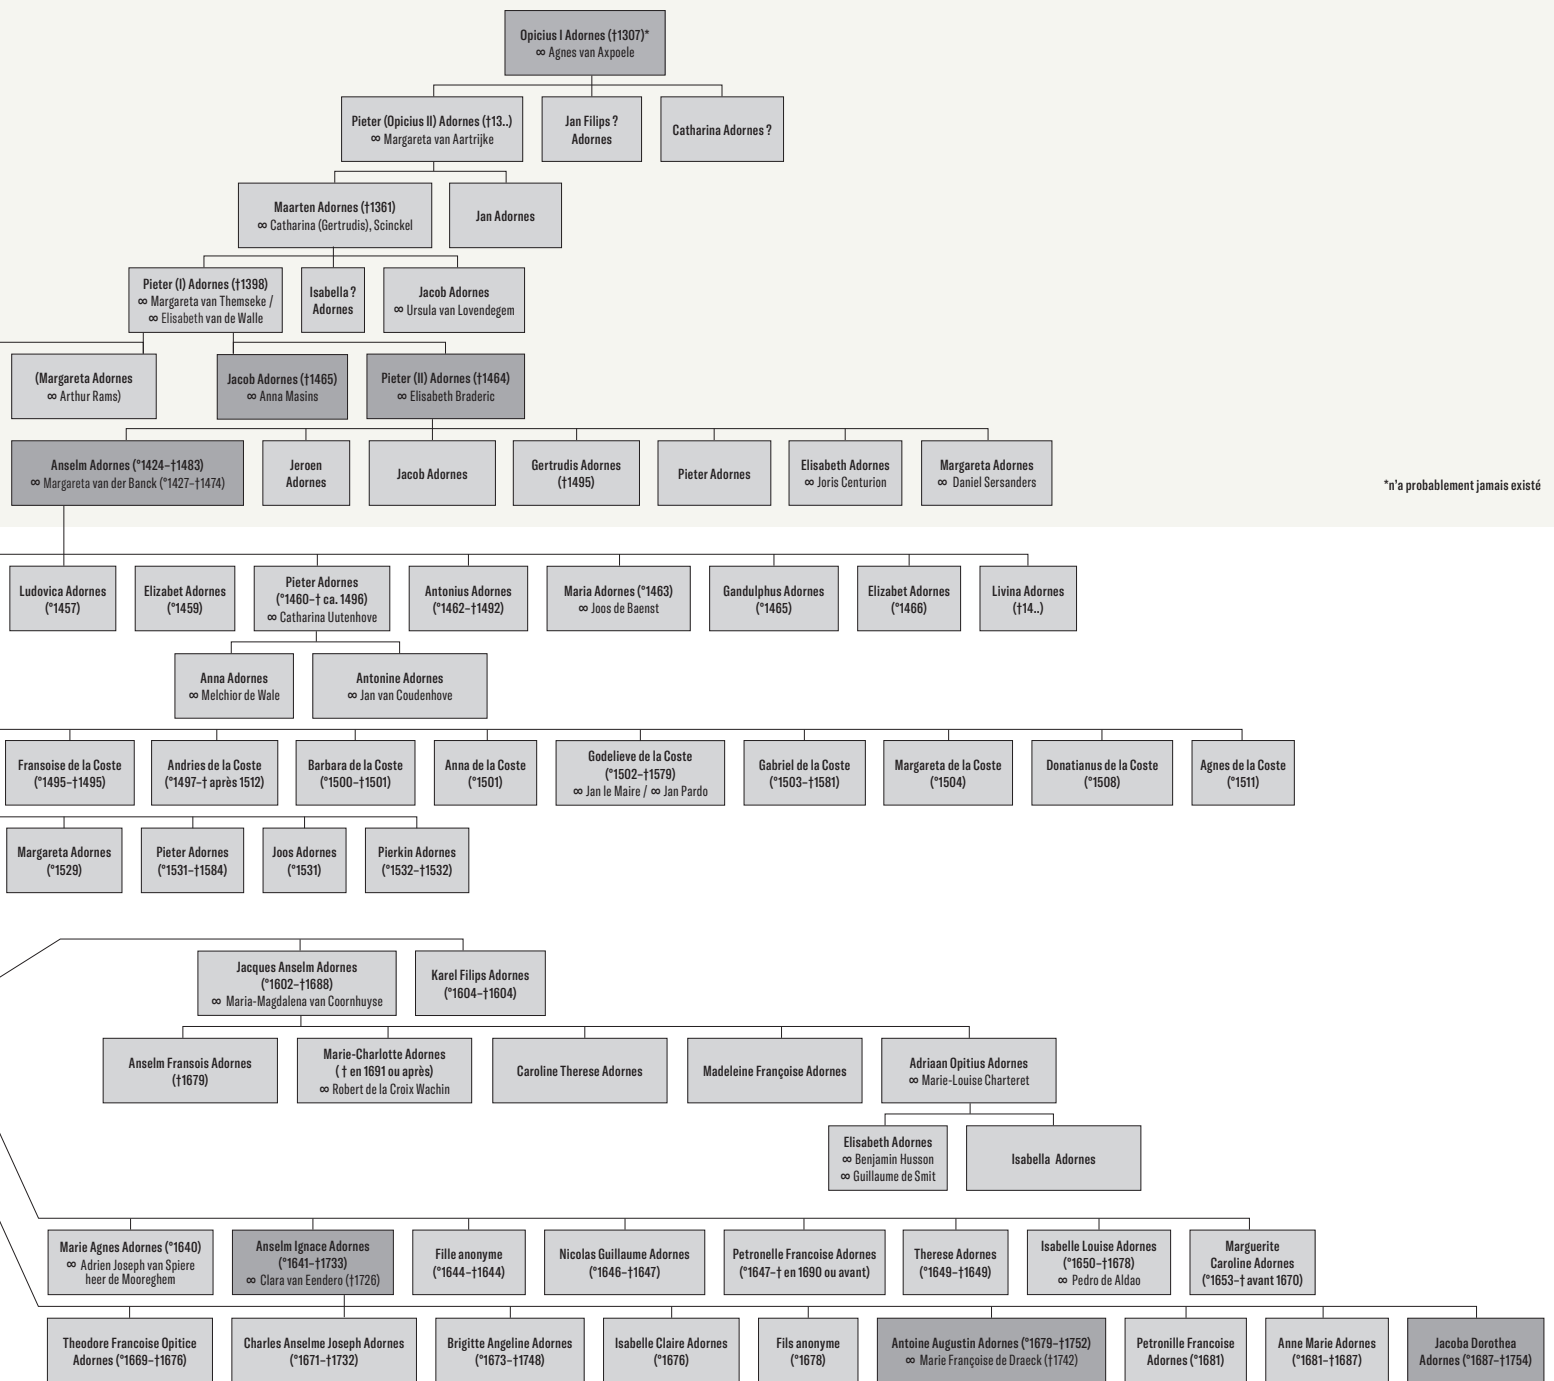 Opicius I Adornes (†1307)*
∞ Agnes van Axpoele
Pieter (Opicius II) Adornes (†13..)
∞ Margareta van Aartrijke
Jan Filips ?
Adornes
Catharina Adornes ?
Maarten Adornes (†1361)
∞ Catharina (Gertrudis), Scinckel
Jan Adornes
Pieter (I) Adornes (†1398)
∞ Margareta van Themseke /
∞ Elisabeth van de Walle
Isabella ?
Adornes
Jacob Adornes
∞ Ursula van Lovendegem
(Margareta Adornes
∞ Arthur Rams)
Jacob Adornes (†1465)
∞ Anna Masins
Pieter (II) Adornes (†1464)
∞ Elisabeth Braderic
Anselm Adornes (°1424–†1483)
∞ Margareta van der Banck (°1427–†1474)
Jeroen
Adornes
Jacob Adornes
Gertrudis Adornes
(†1495)
Pieter Adornes
Elisabeth Adornes
∞ Joris Centurion
Margareta Adornes
∞ Daniel Sersanders
*n'a probablement jamais existé
Ludovica Adornes
(°1457)
Elizabet Adornes
(°1459)
Pieter Adornes
(°1460–† ca. 1496)
∞ Catharina Uutenhove
Antonius Adornes
(°1462–†1492)
Maria Adornes (°1463)
∞ Joos de Baenst
Gandulphus Adornes
(°1465)
Elizabet Adornes
(°1466)
Livina Adornes
(†14..)
Anna Adornes
∞ Melchior de Wale
Antonine Adornes
∞ Jan van Coudenhove
Fransoise de la Coste
(°1495–†1495)
Andries de la Coste
(°1497–† après 1512)
Barbara de la Coste
(°1500–†1501)
Anna de la Coste
(°1501)
Godelieve de la Coste
(°1502–†1579)
∞ Jan le Maire / ∞ Jan Pardo
Gabriel de la Coste
(°1503–†1581)
Margareta de la Coste
(°1504)
Donatianus de la Coste
(°1508)
Agnes de la Coste
(°1511)
Margareta Adornes
(°1529)
Pieter Adornes
(°1531–†1584)
Joos Adornes
(°1531)
Pierkin Adornes
(°1532–†1532)
Jacques Anselm Adornes
(°1602–†1688)
∞ Maria-Magdalena van Coornhuyse
Karel Filips Adornes
(°1604–†1604)
Anselm Fransois Adornes
(†1679)
Marie-Charlotte Adornes
( † en 1691 ou après)
∞ Robert de la Croix Wachin
Caroline Therese Adornes
Madeleine Françoise Adornes
Adriaan Opitius Adornes
∞ Marie-Louise Charteret
Elisabeth Adornes
∞ Benjamin Husson
∞ Guillaume de Smit
Isabella Adornes
Marie Agnes Adornes (°1640)
∞ Adrien Joseph van Spiere
heer de Mooreghem
Anselm Ignace Adornes
(°1641–†1733)
∞ Clara van Eendero (†1726)
Fille anonyme
(°1644–†1644)
Nicolas Guillaume Adornes
(°1646–†1647)
Petronelle Francoise Adornes
(°1647–† en 1690 ou avant)
Therese Adornes
(°1649–†1649)
Isabelle Louise Adornes
(°1650–†1678)
∞ Pedro de Aldao
Marguerite
Caroline Adornes
(°1653–† avant 1670)
Theodore Francoise Opitice
Adornes (°1669–†1676)
Charles Anselme Joseph Adornes
(°1671–†1732)
Brigitte Angeline Adornes
(°1673–†1748)
Isabelle Claire Adornes
(°1676)
Fils anonyme
(°1678)
Antoine Augustin Adornes (°1679–†1752)
∞ Marie Françoise de Draeck (†1742)
Petronille Francoise
Adornes (°1681)
Anne Marie Adornes
(°1681–†1687)
Jacoba Dorothea
Adornes (°1687–†1754)